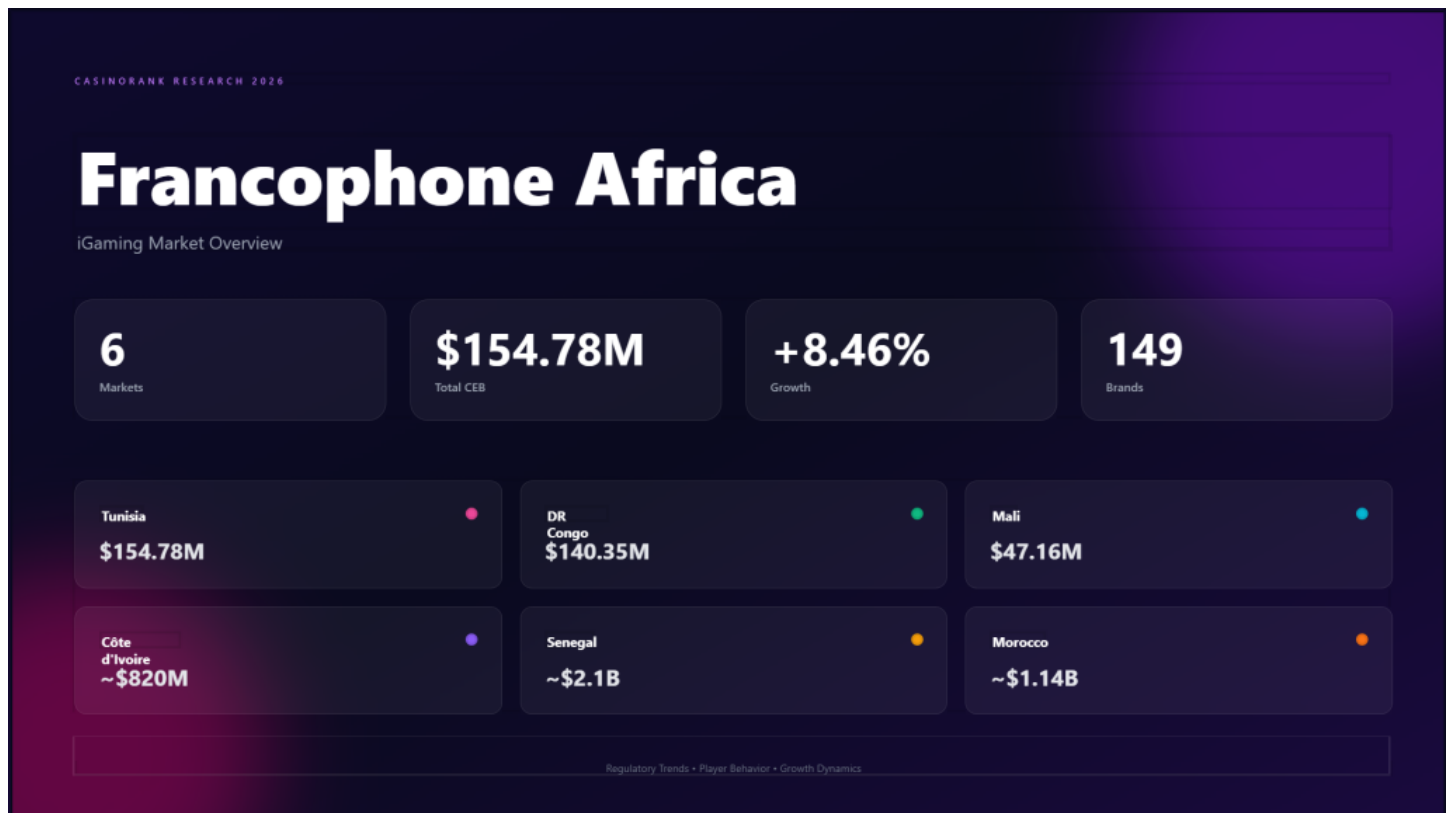 CASINORANK RESEARCH 2026
Francophone Africa
iGaming Market Overview
6
Markets
$154.78M
Total CEB
+8.46%
Growth
149
Brands
Tunisia
$154.78M
DR
Congo
$140.35M
Mali
$47.16M
Côte
d'Ivoire
~$820M
Senegal
~$2.1B
Morocco
~$1.14B
Regulatory Trends • Player Behavior • Growth Dynamics